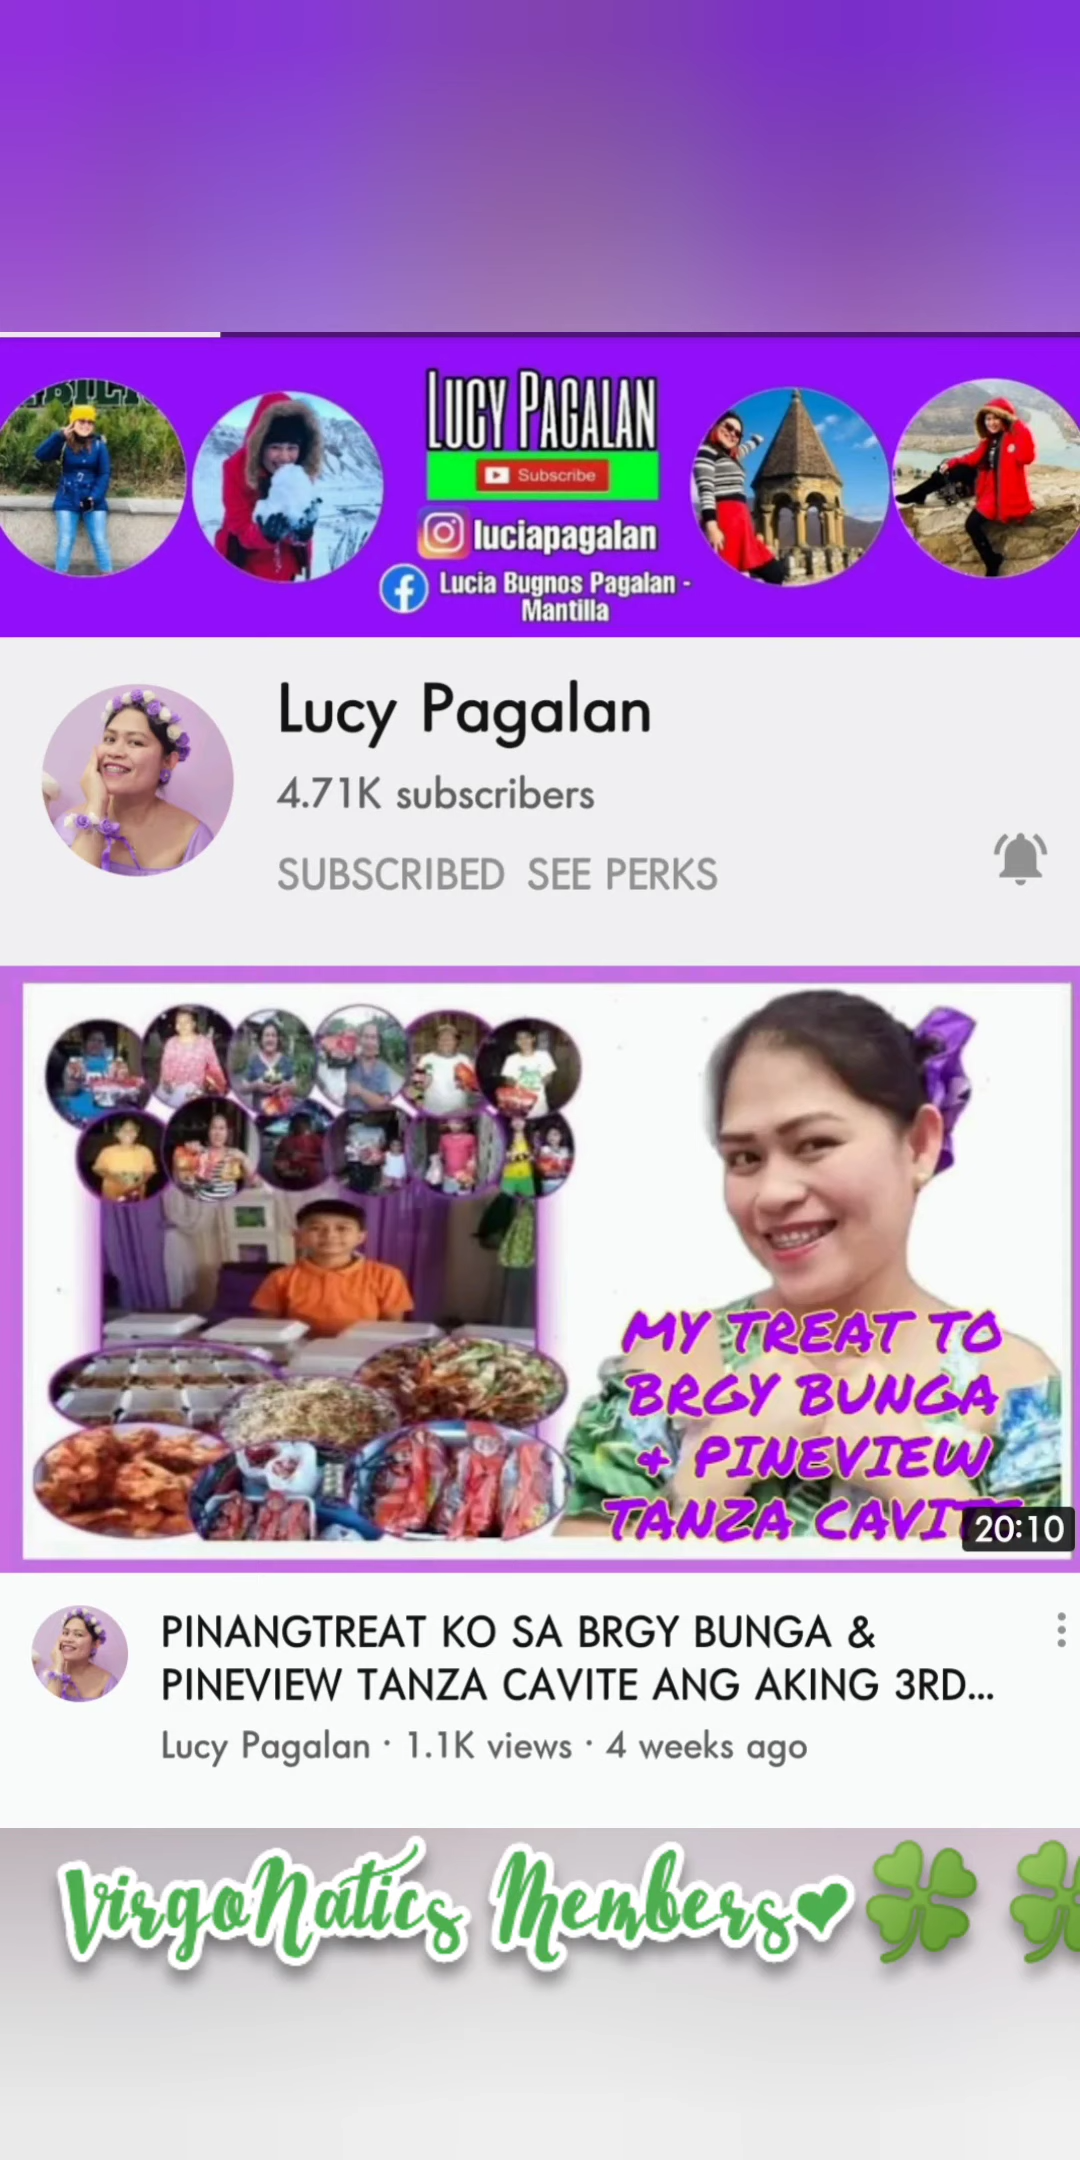 LUCY PAGALAN
Subscribe
luciapagalan
Lucia Bugnos Pagalan -
Mantilla
Lucy Pagalan
4.71K subscribers
SUBSCRIBED SEE PERKS
MY TREAT TO
BRGY BUNGA
& PINEVIEW
TANZA CAVITE
20:10
PINANGTREAT KO SA BRGY BUNGA &
PINEVIEW TANZA CAVITE ANG AKING 3RD...
Lucy Pagalan · 1.1K views · 4 weeks ago
VirgoNatics Members